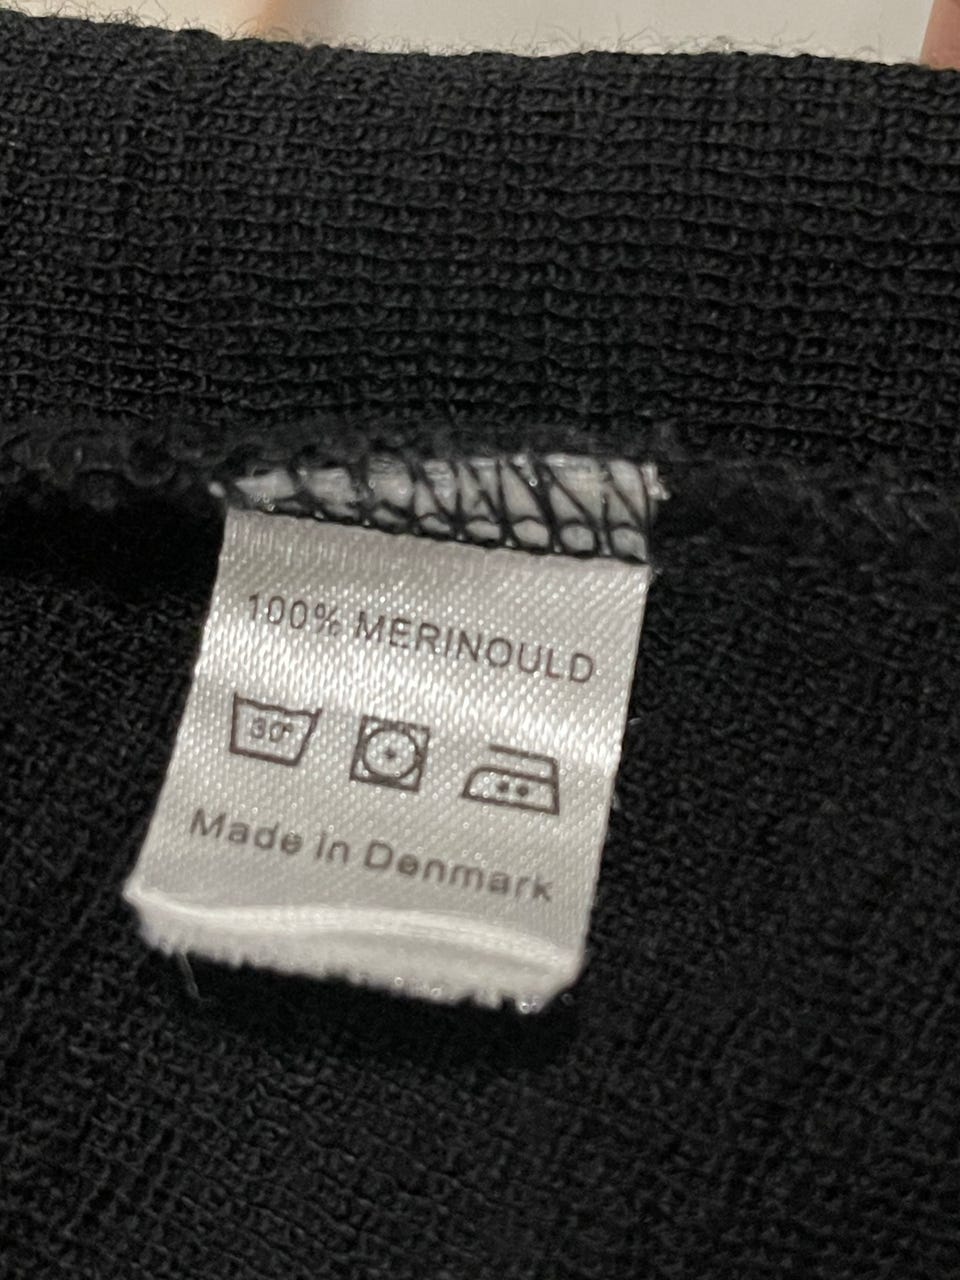 100% MERINOULD
30°
Made in Denmark